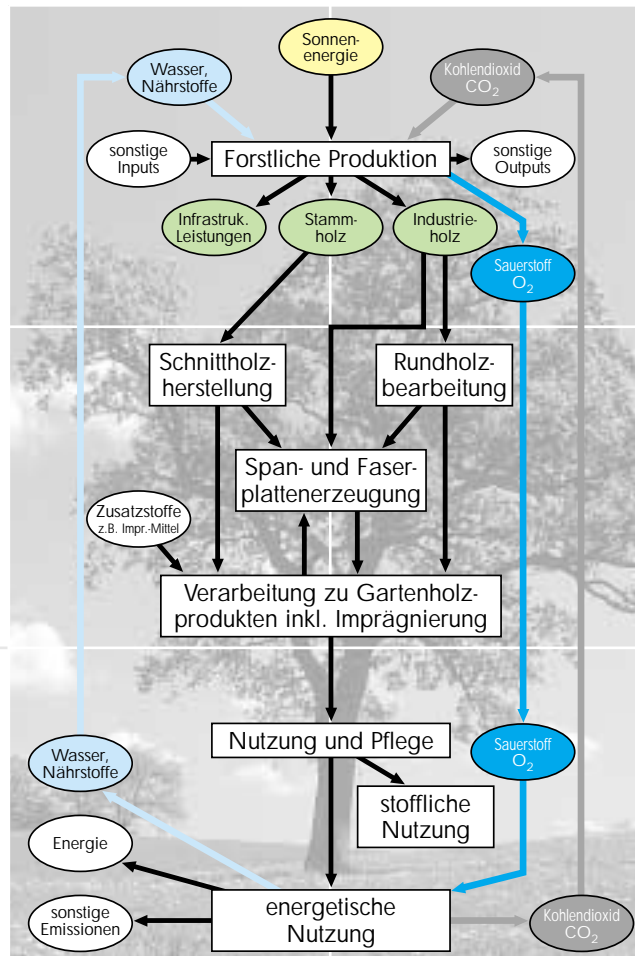 Sonnen-
energie
Wasser,
Nährstoffe
Kohlendioxid
CO2
sonstige
Inputs
Forstliche Produktion
sonstige
Outputs
Infrastruk.
Leistungen
Stamm-
holz
Industrie-
holz
Sauerstoff
O2
Schnittholz-
herstellung
Rundholz-
bearbeitung
Span- und Faser-
plattenerzeugung
Zusatzstoffe
z.B. Impr.-Mittel
Verarbeitung zu Gartenholz-
produkten inkl. Imprägnierung
Nutzung und Pflege
Wasser,
Nährstoffe
Sauerstoff
O2
stoffliche
Nutzung
Energie
energetische
Nutzung
sonstige
Emissionen
Kohlendioxid
CO2